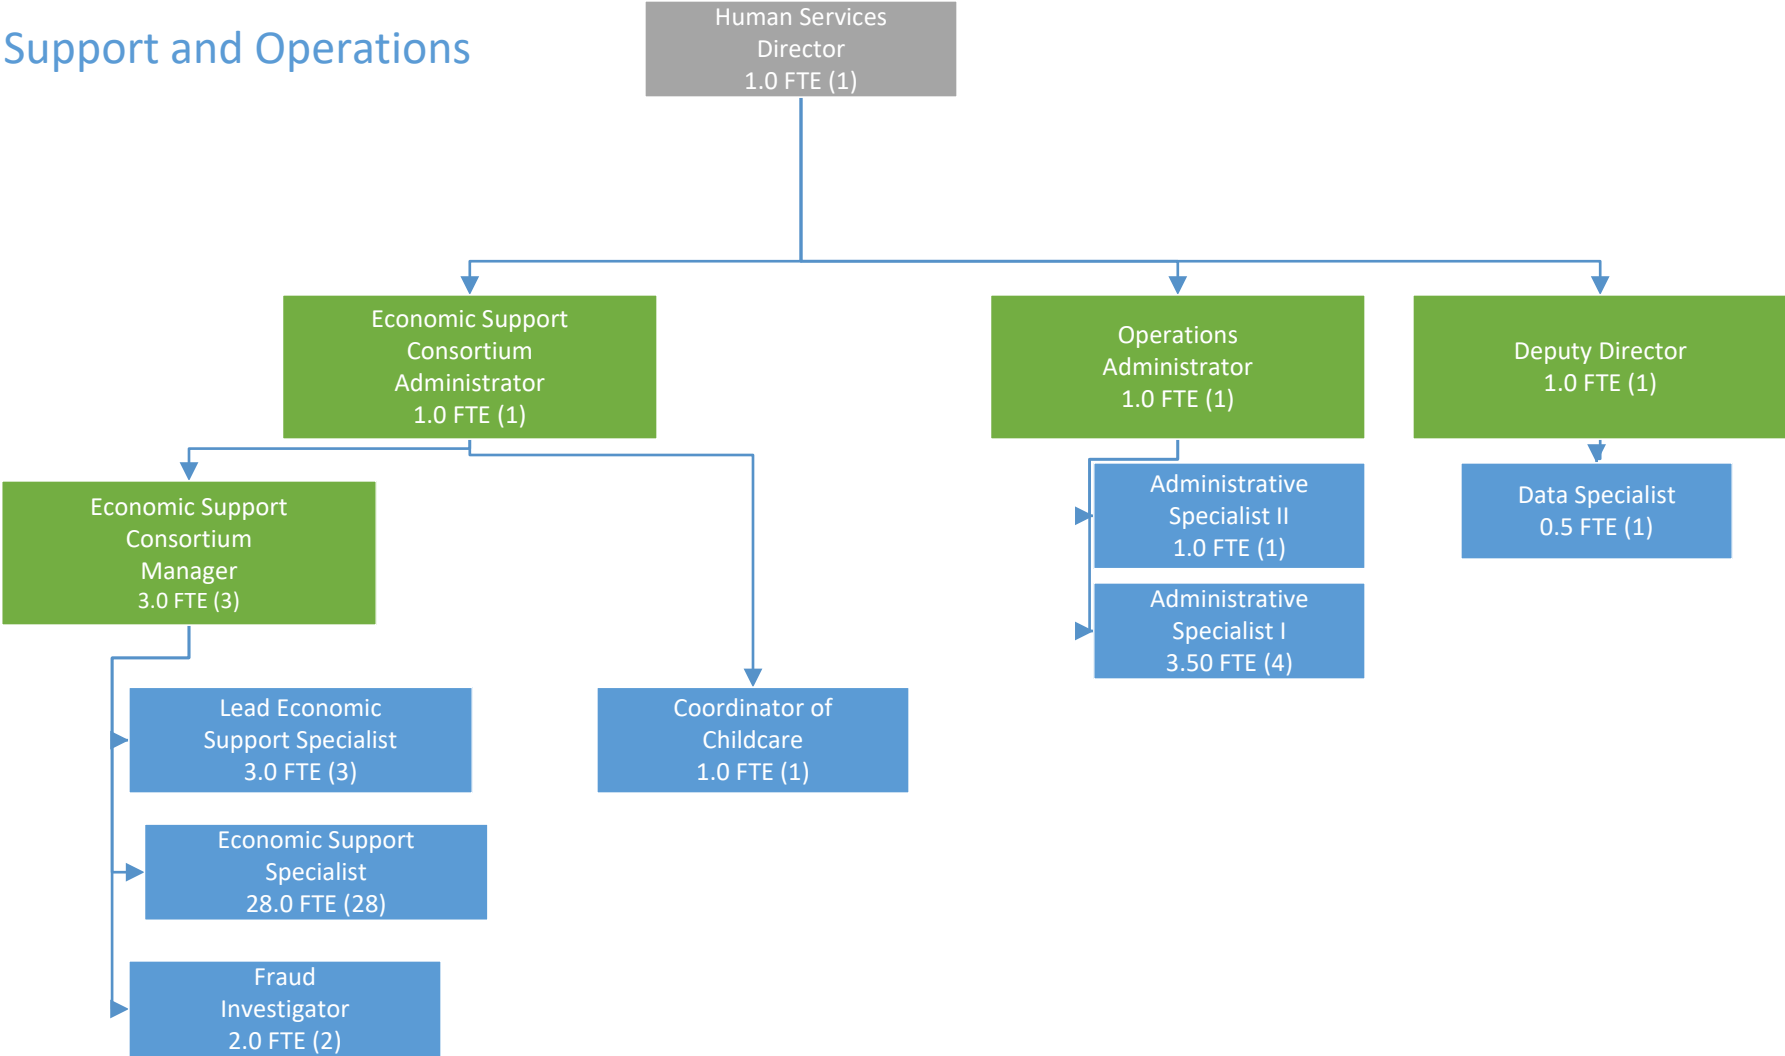 Support and Operations
Human Services
Director
1.0 FTE (1)
Economic Support
Consortium
Administrator
1.0 FTE (1)
Operations
Administrator
1.0 FTE (1)
Deputy Director
1.0 FTE (1)
Economic Support
Consortium
Manager
3.0 FTE (3)
Administrative
Specialist II
1.0 FTE (1)
Data Specialist
0.5 FTE (1)
Administrative
Specialist I
3.50 FTE (4)
Lead Economic
Support Specialist
3.0 FTE (3)
Coordinator of
Childcare
1.0 FTE (1)
Economic Support
Specialist
28.0 FTE (28)
Fraud
Investigator
2.0 FTE (2)